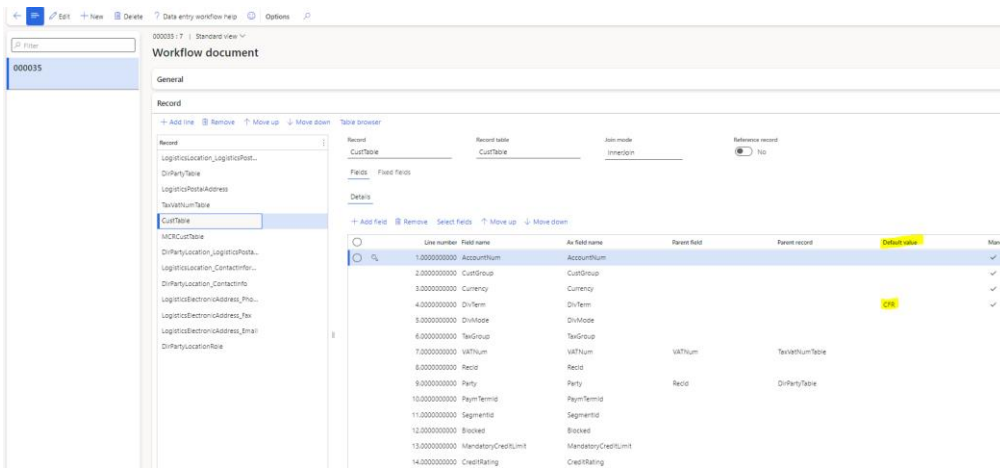 Edit New Delete ? Data entry workflow help Options
Filter
000035
000035 : 7 | Standard view
Workflow document
General
Record
+ Add line Remove ↑ Move up ↓ Move down Table browser
Record
LogisticsLocation_LogisticsPost...
DirPartyTable
LogisticsPostalAddress
TaxVatNumTable
CustTable
MCRCustTable
DirPartyLocation_LogisticsPosta...
LogisticsLocation_ContactInfor...
DirPartyLocation_ContactInfo
LogisticsElectronicAddress_Pho...
LogisticsElectronicAddress_Fax
LogisticsElectronicAddress_Email
DirPartyLocationRole
Record Record table Join mode Reference record
CustTable CustTable InnerJoin No
Fields Fixed fields
Details
+ Add field Remove Select fields ↑ Move up ↓ Move down
Line number Field name Ax field name Parent field Parent record Default value Man
1.0000000000 AccountNum AccountNum
2.0000000000 CustGroup CustGroup
3.0000000000 Currency Currency
4.0000000000 DlvTerm DlvTerm CFR
5.0000000000 DlvMode DlvMode
6.0000000000 TaxGroup TaxGroup
7.0000000000 VATNum VATNum VATNum TaxVatNumTable
8.0000000000 RecId RecId
9.0000000000 Party Party RecId DirPartyTable
10.0000000000 PaymTermId PaymTermId
11.0000000000 SegmentId SegmentId
12.0000000000 Blocked Blocked
13.0000000000 MandatoryCreditLimit MandatoryCreditLimit
14.0000000000 CreditRating CreditRating